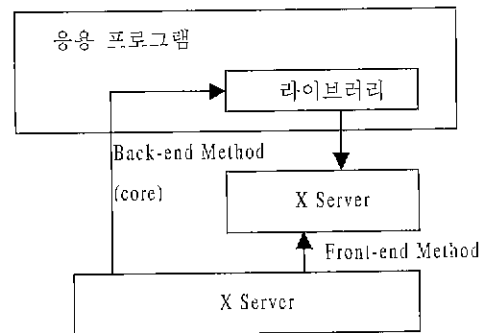 응용 프로그램
라이브러리
Back-end Method
(core)
X Server
Front-end Method
X Server